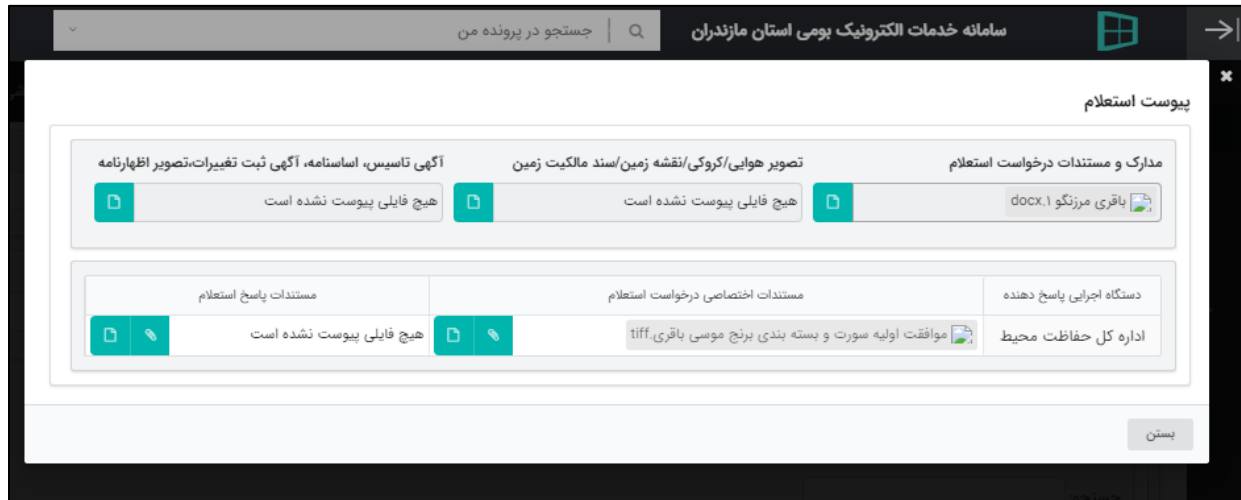 سامانه خدمات الکترونیک بومی استان مازندران
جستجو در پرونده من
پیوست استعلام
مدارک و مستندات درخواست استعلام
باقری مرزنگو ۱.docx
تصویر هوایی/کروکی/نقشه زمین/سند مالکیت زمین
هیچ فایلی پیوست نشده است
آگهی تاسیس، اساسنامه، آگهی ثبت تغییرات،تصویر اظهارنامه
هیچ فایلی پیوست نشده است
دستگاه اجرایی پاسخ دهنده
مستندات اختصاصی درخواست استعلام
مستندات پاسخ استعلام
اداره کل حفاظت محیط
موافقت اولیه سورت و بسته بندی برنج موسی باقری.tiff
هیچ فایلی پیوست نشده است
بستن